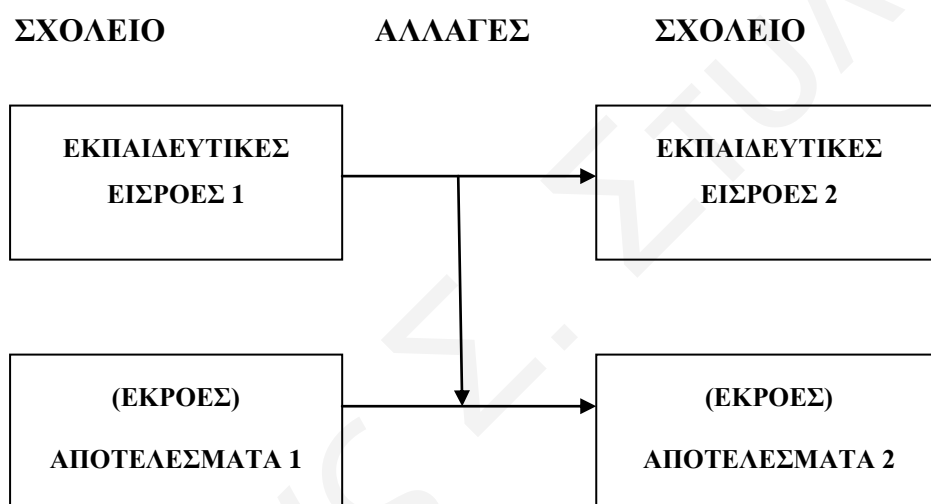 ΣΧΟΛΕΙΟ ΑΛΛΑΓΕΣ ΣΧΟΛΕΙΟ
ΕΚΠΑΙΔΕΥΤΙΚΕΣ
ΕΙΣΡΟΕΣ 1
ΕΚΠΑΙΔΕΥΤΙΚΕΣ
ΕΙΣΡΟΕΣ 2
(ΕΚΡΟΕΣ)
ΑΠΟΤΕΛΕΣΜΑΤΑ 1
(ΕΚΡΟΕΣ)
ΑΠΟΤΕΛΕΣΜΑΤΑ 2